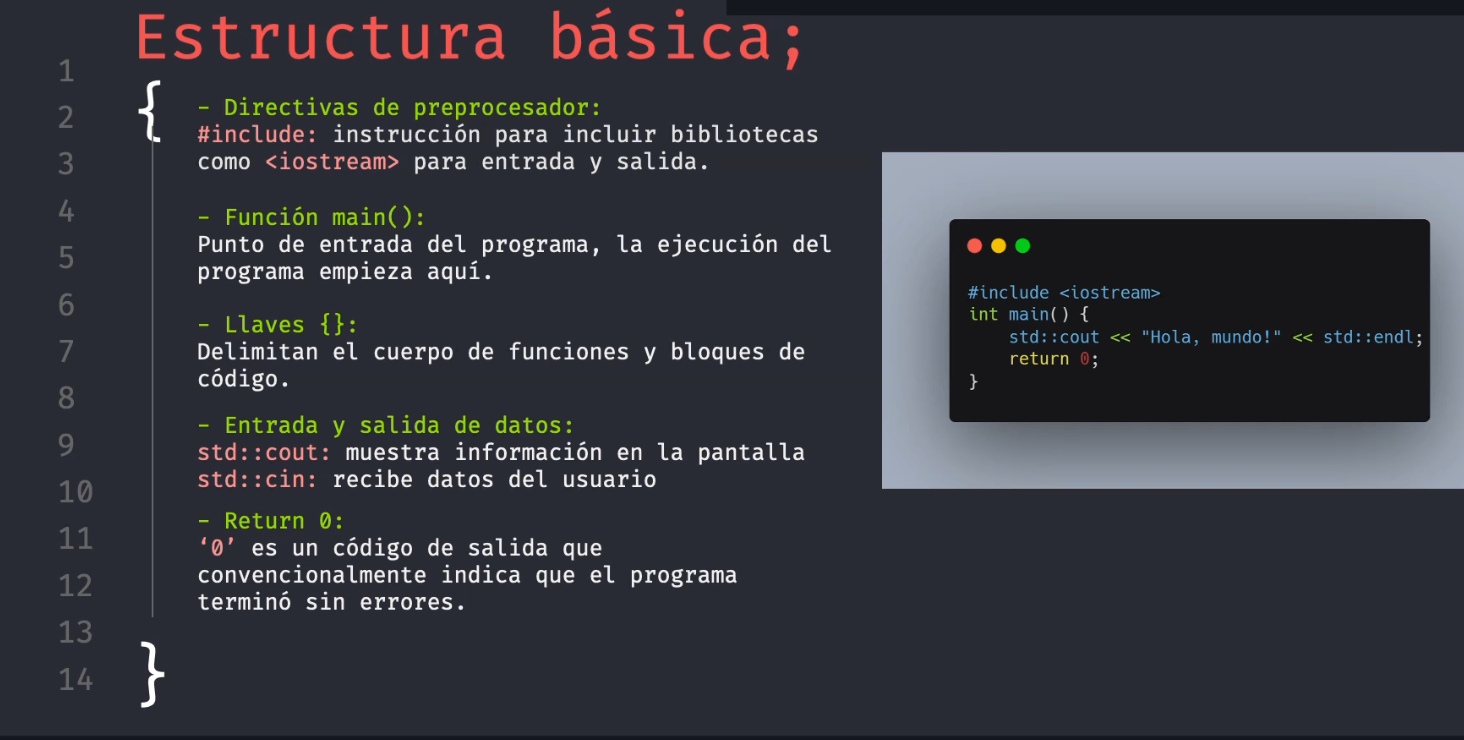 Estructura básica;
1
2
3
4
5
6
7
8
9
10
11
12
13
14
{
- Directivas de preprocesador:
#include: instrucción para incluir bibliotecas
como <iostream> para entrada y salida.
- Función main():
Punto de entrada del programa, la ejecución del
programa empieza aquí.
- Llaves {}:
Delimitan el cuerpo de funciones y bloques de
código.
- Entrada y salida de datos:
std::cout: muestra información en la pantalla
std::cin: recibe datos del usuario
- Return 0:
‘0’ es un código de salida que
convencionalmente indica que el programa
terminó sin errores.
}
#include <iostream>
int main() {
    std::cout << "Hola, mundo!" << std::endl;
    return 0;
}